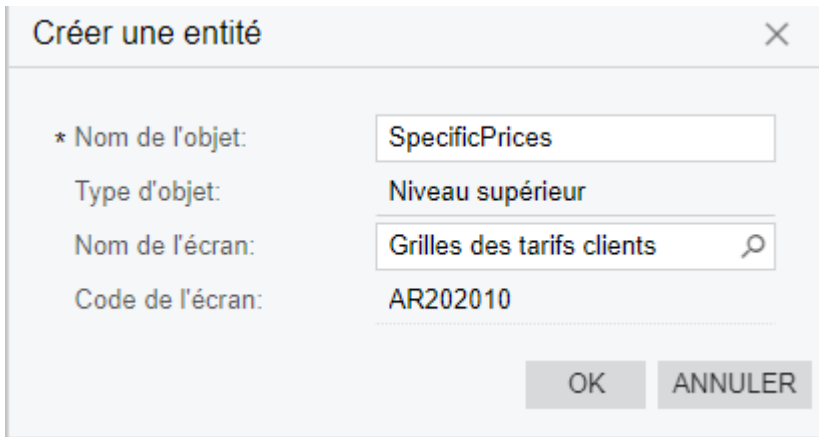 Créer une entité
* Nom de l'objet: SpecificPrices
Type d'objet: Niveau supérieur
Nom de l'écran: Grilles des tarifs clients
Code de l'écran: AR202010
OK ANNULER